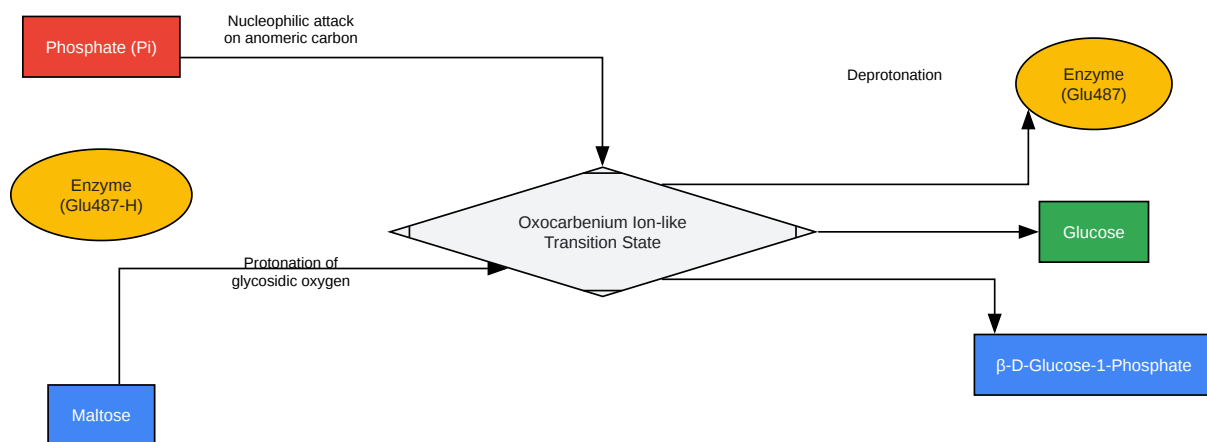 Phosphate (Pi)
Nucleophilic attack
on anomeric carbon
Deprotonation
Enzyme
(Glu487)
Enzyme
(Glu487-H)
Oxocarbenium Ion-like
Transition State
Glucose
Protonation of
glycosidic oxygen
β-D-Glucose-1-Phosphate
Maltose